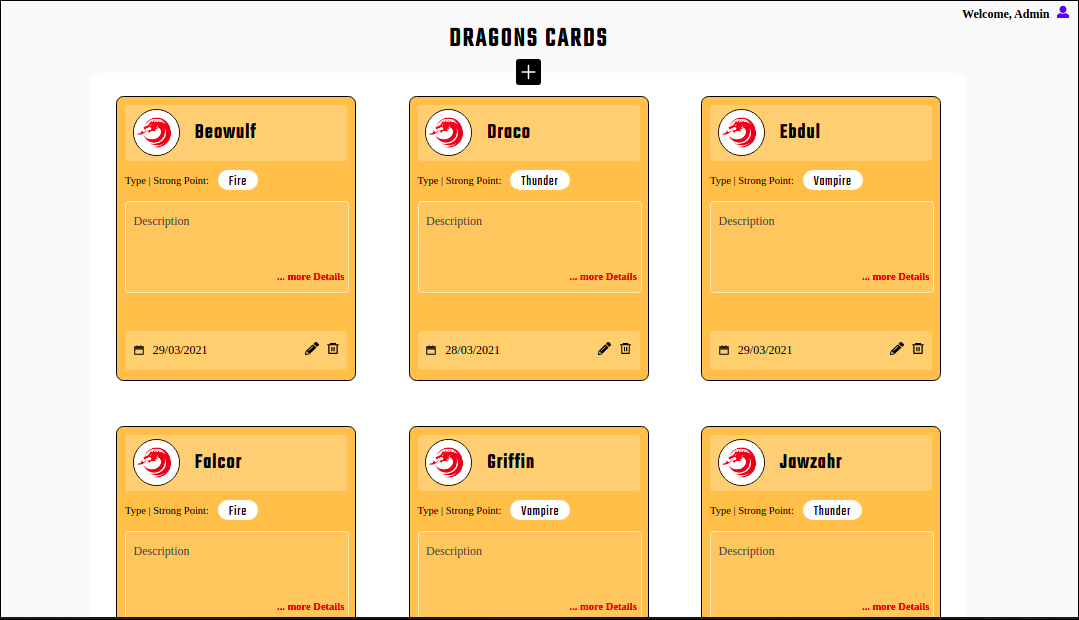 Welcome, Admin
DRAGONS CARDS
Beowulf
Type | Strong Point: Fire
Description
... more Details
29/03/2021
Draco
Type | Strong Point: Thunder
Description
... more Details
28/03/2021
Ebdul
Type | Strong Point: Vampire
Description
... more Details
29/03/2021
Falcor
Type | Strong Point: Fire
Description
... more Details
Griffin
Type | Strong Point: Vampire
Description
... more Details
Jawzahr
Type | Strong Point: Thunder
Description
... more Details